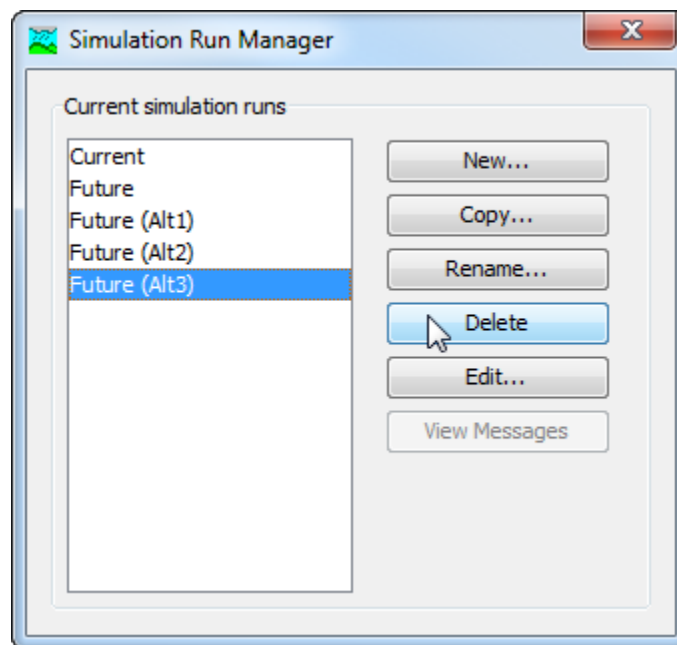 Simulation Run Manager
Current simulation runs
Current
Future
Future (Alt1)
Future (Alt2)
Future (Alt3)
New...
Copy...
Rename...
Delete
Edit...
View Messages